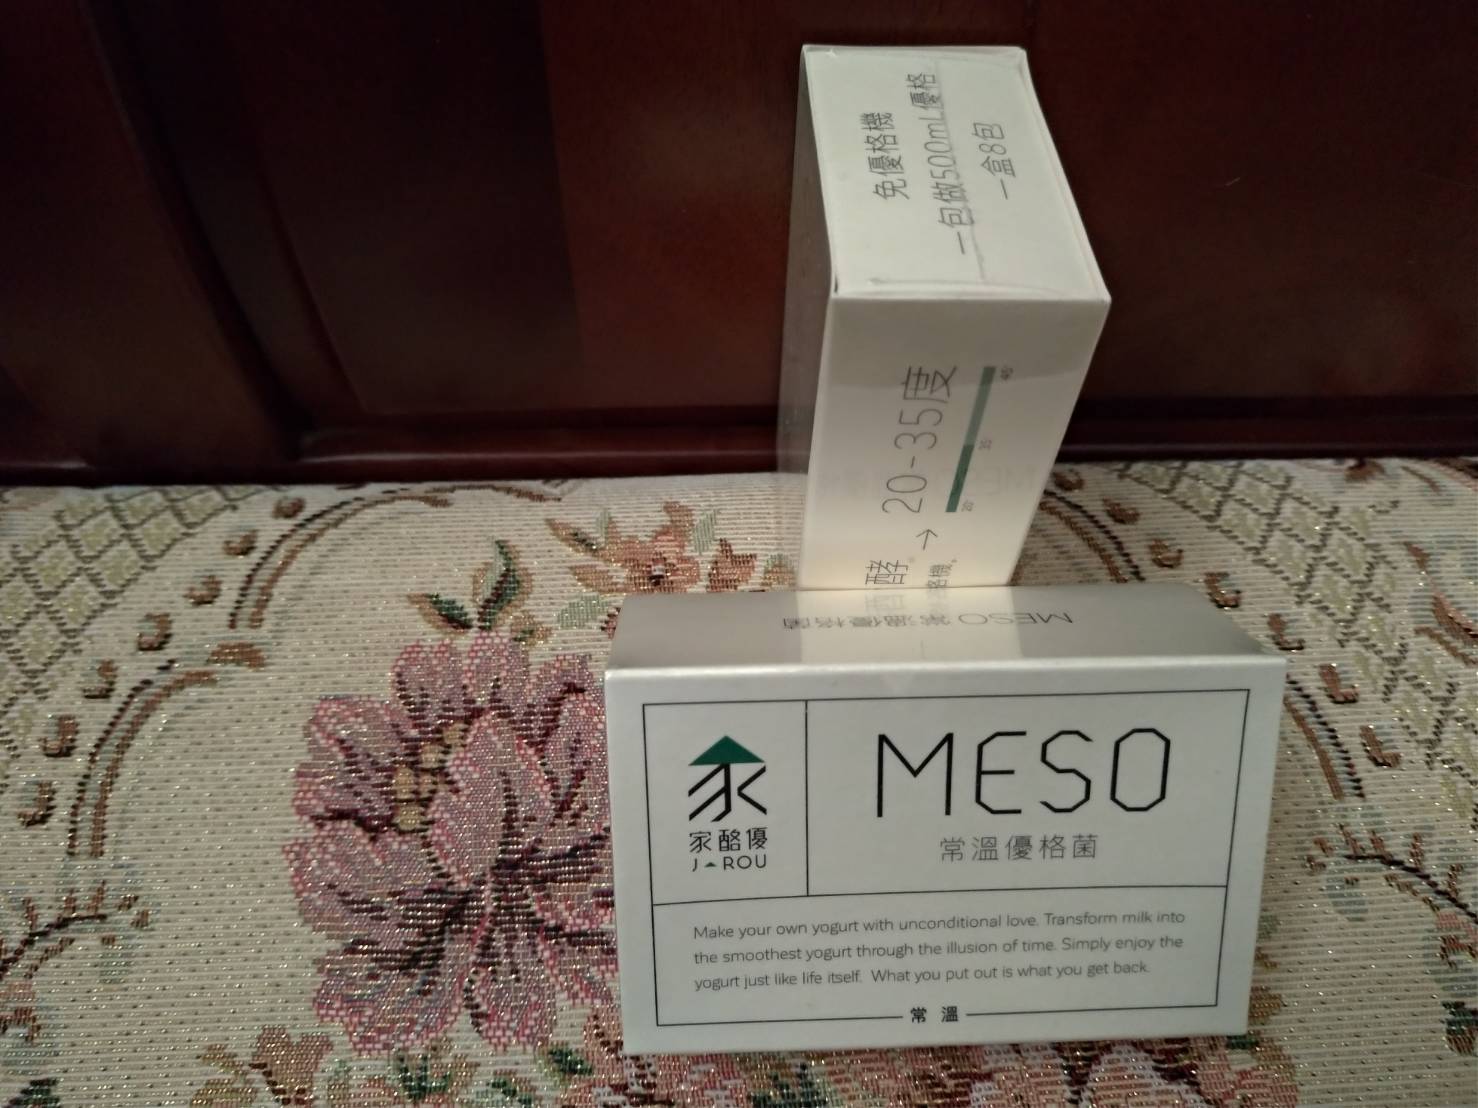 免優格機
一包做500mL優格
一盒8包
20-35度
20°
35°
酵。
格機。
MESO 常溫優格菌
家酪優
J-ROU
MESO
常溫優格菌
Make your own yogurt with unconditional love. Transform milk into
the smoothest yogurt through the illusion of time. Simply enjoy the
yogurt just like life itself. What you put out is what you get back.
常溫